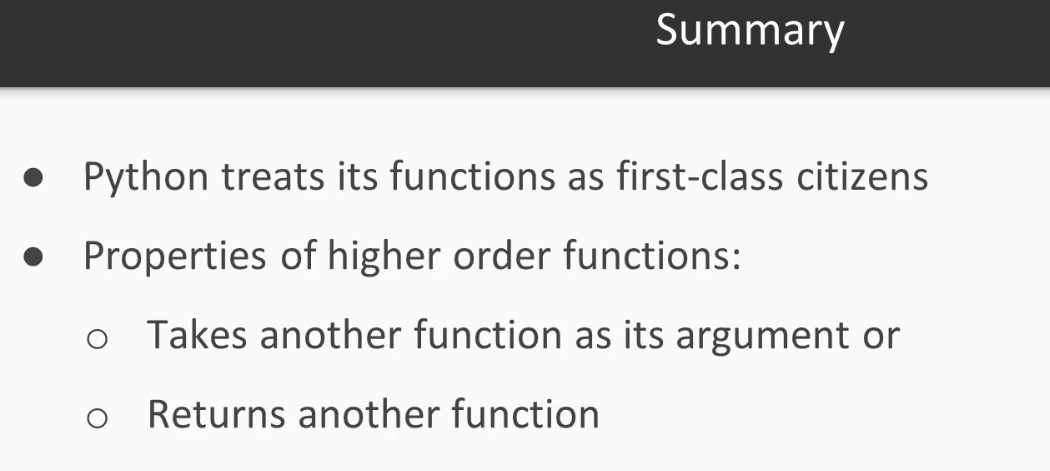 Summary
● Python treats its functions as first-class citizens
● Properties of higher order functions:
○ Takes another function as its argument or
○ Returns another function